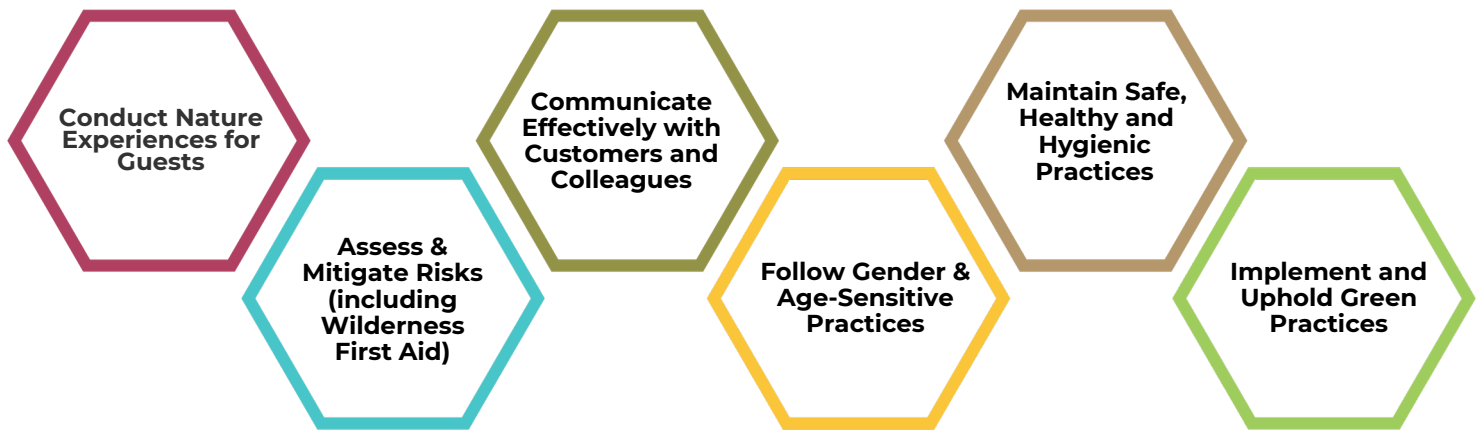 Conduct Nature
Experiences for
Guests
Assess &
Mitigate Risks
(including
Wilderness
First Aid)
Communicate
Effectively with
Customers and
Colleagues
Follow Gender &
Age-Sensitive
Practices
Maintain Safe,
Healthy and
Hygienic
Practices
Implement and
Uphold Green
Practices